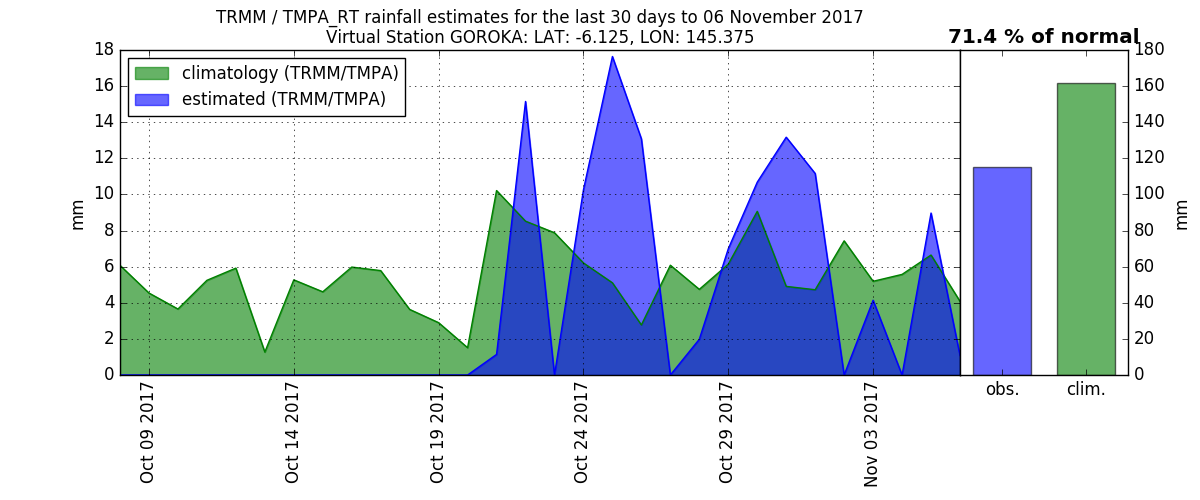 TRMM / TMPA_RT rainfall estimates for the last 30 days to 06 November 2017
Virtual Station GOROKA: LAT: -6.125, LON: 145.375
71.4 % of normal
climatology (TRMM/TMPA)
estimated (TRMM/TMPA)
18
16
14
12
10
8
6
4
2
0
mm
180
160
140
120
100
80
60
40
20
0
mm
Oct 09 2017
Oct 14 2017
Oct 19 2017
Oct 24 2017
Oct 29 2017
Nov 03 2017
obs.
clim.